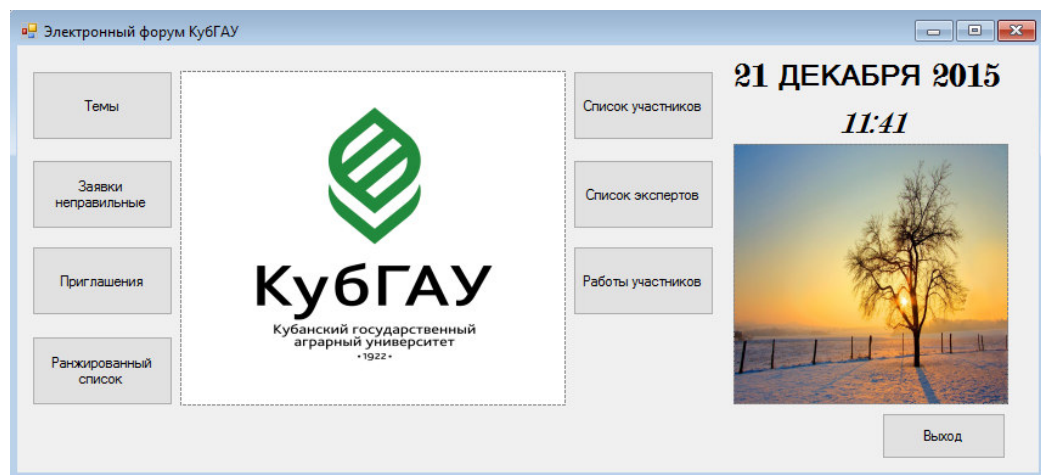 Электронный форум КубГАУ
Темы
Заявки
неправильные
Приглашения
Ранжированный
список
КубГАУ
Кубанский государственный
аграрный университет
•1922•
Список участников
Список экспертов
Работы участников
21 ДЕКАБРЯ 2015
11:41
Выход